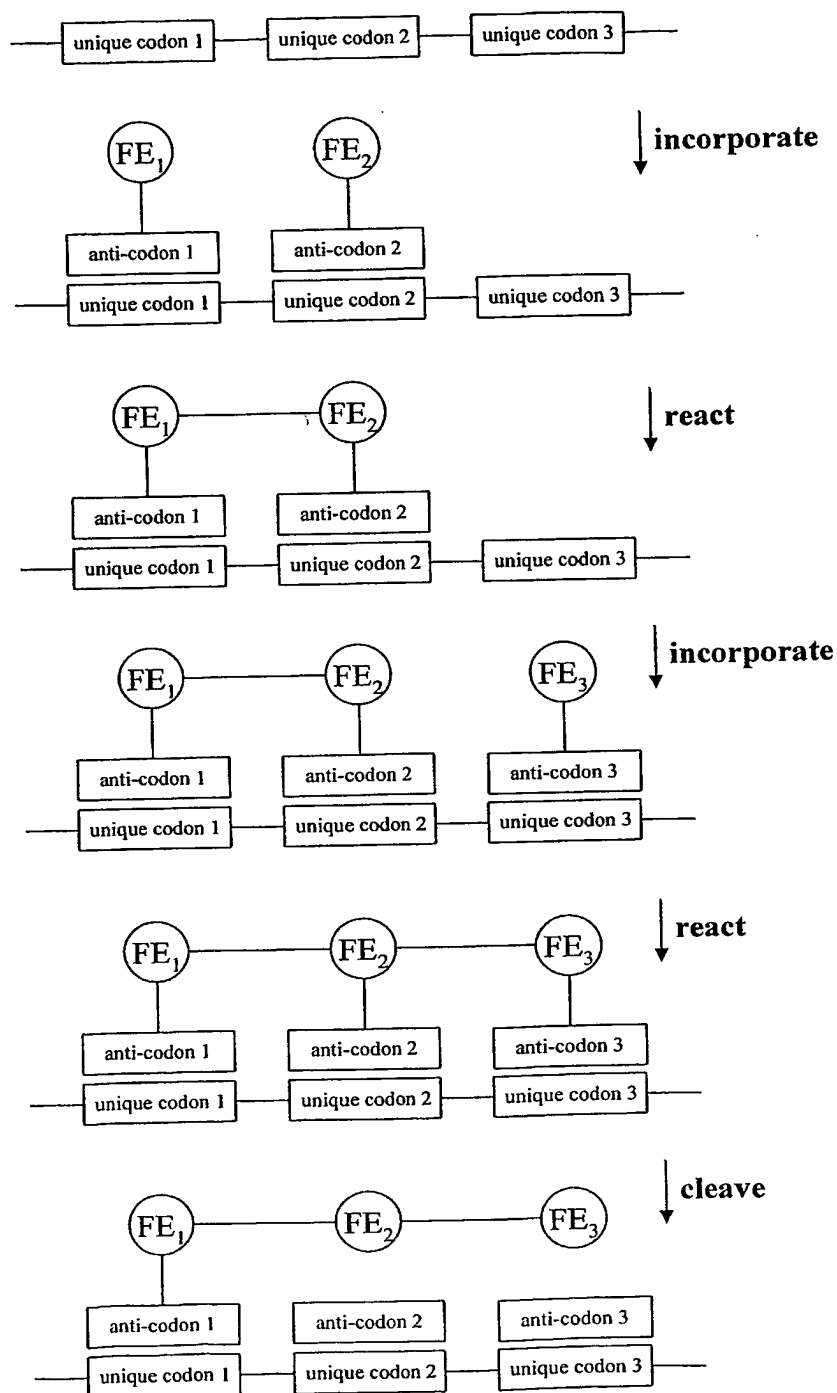 unique codon 1 unique codon 2 unique codon 3
incorporate
FE1 FE2
anti-codon 1 anti-codon 2
unique codon 1 unique codon 2 unique codon 3
react
FE1 FE2
anti-codon 1 anti-codon 2
unique codon 1 unique codon 2 unique codon 3
incorporate
FE1 FE2 FE3
anti-codon 1 anti-codon 2 anti-codon 3
unique codon 1 unique codon 2 unique codon 3
react
FE1 FE2 FE3
anti-codon 1 anti-codon 2 anti-codon 3
unique codon 1 unique codon 2 unique codon 3
cleave
FE1 FE2 FE3
anti-codon 1 anti-codon 2 anti-codon 3
unique codon 1 unique codon 2 unique codon 3